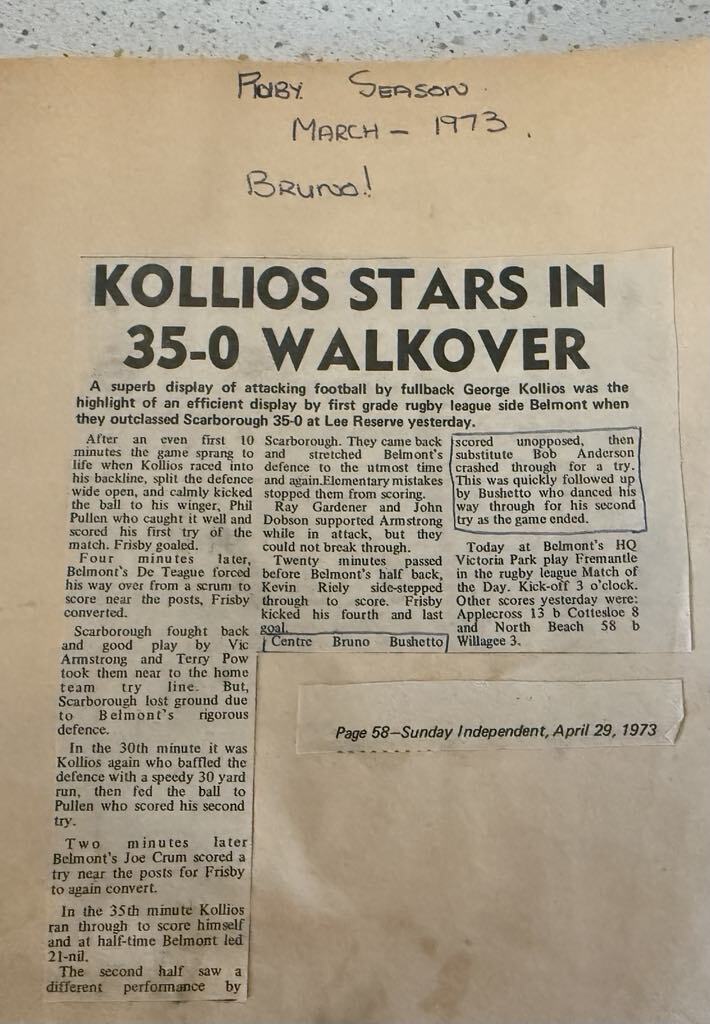 RUBY SEASON
MARCH - 1973.
BRUNO!
KOLLIOS STARS IN
35-0 WALKOVER
A superb display of attacking football by fullback George Kollios was the
highlight of an efficient display by first grade rugby league side Belmont when
they outclassed Scarborough 35-0 at Lee Reserve yesterday.
After an even first 10
minutes the game sprang to
life when Kollios raced into
his backline, split the defence
wide open, and calmly kicked
the ball to his winger, Phil
Pullen who caught it well and
scored his first try of the
match. Frisby goaled.
Four minutes later,
Belmont's De Teague forced
his way over from a scrum to
score near the posts, Frisby
converted.
Scarborough fought back
and good play by Vic
Armstrong and Terry Pow
took them near to the home
team try line. But,
Scarborough lost ground due
to Belmont's rigorous
defence.
In the 30th minute it was
Kollios again who baffled the
defence with a speedy 30 yard
run, then fed the ball to
Pullen who scored his second
try.
Two minutes later
Belmont's Joe Crum scored a
try near the posts for Frisby
to again convert.
In the 35th minute Kollios
ran through to score himself
and at half-time Belmont led
21-nil.
The second half saw a
different performance by
Scarborough. They came back
and stretched Belmont's
defence to the utmost time
and again.Elementary mistakes
stopped them from scoring.
Ray Gardener and John
Dobson supported Armstrong
while in attack, but they
could not break through.
Twenty minutes passed
before Belmont's half back,
Kevin Riely side-stepped
through to score. Frisby
kicked his fourth and last
goal.
Centre Bruno Bushetto
scored unopposed, then
substitute Bob Anderson
crashed through for a try.
This was quickly followed up
by Bushetto who danced his
way through for his second
try as the game ended.
Today at Belmont's HQ
Victoria Park play Fremantle
in the rugby league Match of
the Day. Kick-off 3 o'clock.
Other scores yesterday were:
Applecross 13 b Cottesloe 8
and North Beach 58 b
Willagee 3.
Page 58—Sunday Independent, April 29, 1973